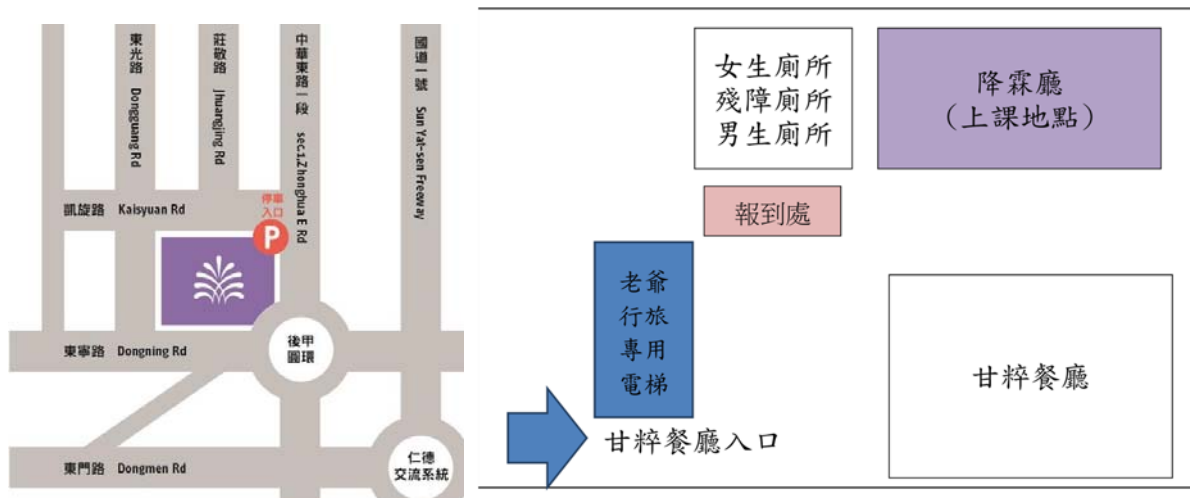 東光路 Dongguang Rd
莊敬路 Jhuangjing Rd
中華東路一段 sec.1,Zhonghua E Rd
國道一號 Sun Yat-sen Freeway
凱旋路 Kaisyuan Rd
停車
入口
P
東寧路 Dongning Rd
後甲
圓環
東門路 Dongmen Rd
仁德
交流系統
女生廁所
殘障廁所
男生廁所
降霖廳
(上課地點)
報到處
老爺
行旅
專用
電梯
甘粹餐廳
甘粹餐廳入口